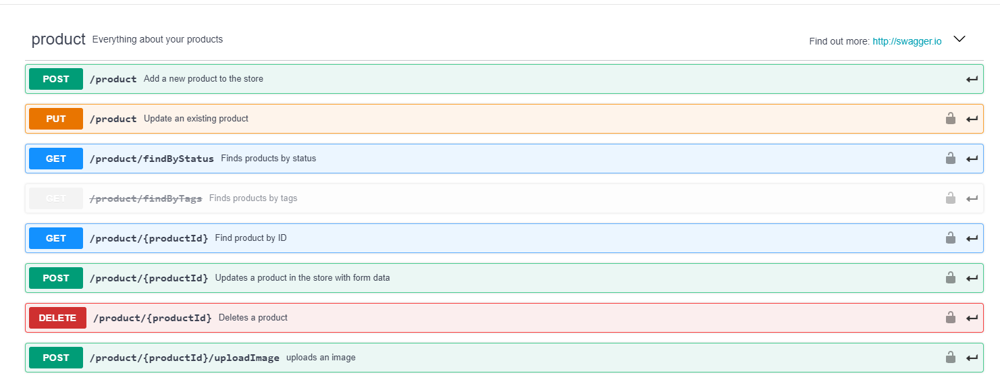 product Everything about your products Find out more: http://swagger.io
POST /product Add a new product to the store
PUT /product Update an existing product
GET /product/findByStatus Finds products by status
GET /product/findByTags Finds products by tags
GET /product/{productId} Find product by ID
POST /product/{productId} Updates a product in the store with form data
DELETE /product/{productId} Deletes a product
POST /product/{productId}/uploadImage uploads an image